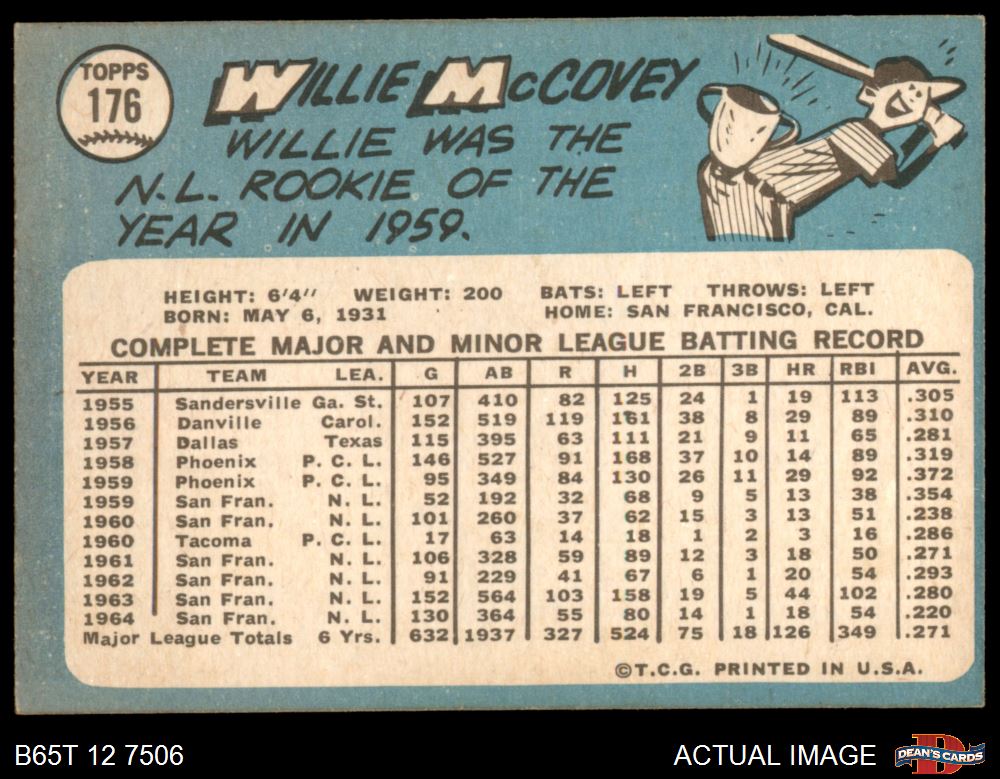 TOPPS
176
WILLIE McCOVEY
WILLIE WAS THE
N.L. ROOKIE OF THE
YEAR IN 1959.
HEIGHT: 6'4" WEIGHT: 200 BATS: LEFT THROWS: LEFT
BORN: MAY 6, 1931 HOME: SAN FRANCISCO, CAL.
COMPLETE MAJOR AND MINOR LEAGUE BATTING RECORD
YEAR TEAM LEA. G AB R H 2B 3B HR RBI AVG.
1955 Sandersville Ga. St. 107 410 82 125 24 1 19 113 .305
1956 Danville Carol. 152 519 119 161 38 8 29 89 .310
1957 Dallas Texas 115 395 63 111 21 9 11 65 .281
1958 Phoenix P. C. L. 146 527 91 168 37 10 14 89 .319
1959 Phoenix P. C. L. 95 349 84 130 26 11 29 92 .372
1959 San Fran. N. L. 52 192 32 68 9 5 13 38 .354
1960 San Fran. N. L. 101 260 37 62 15 3 13 51 .238
1960 Tacoma P. C. L. 17 63 14 18 1 2 3 16 .286
1961 San Fran. N. L. 106 328 59 89 12 3 18 50 .271
1962 San Fran. N. L. 91 229 41 67 6 1 20 54 .293
1963 San Fran. N. L. 152 564 103 158 19 5 44 102 .280
1964 San Fran. N. L. 130 364 55 80 14 1 18 54 .220
Major League Totals 6 Yrs. 632 1937 327 524 75 18 126 349 .271
©T.C.G. PRINTED IN U.S.A.
B65T 12 7506
ACTUAL IMAGE
DEAN'S CARDS